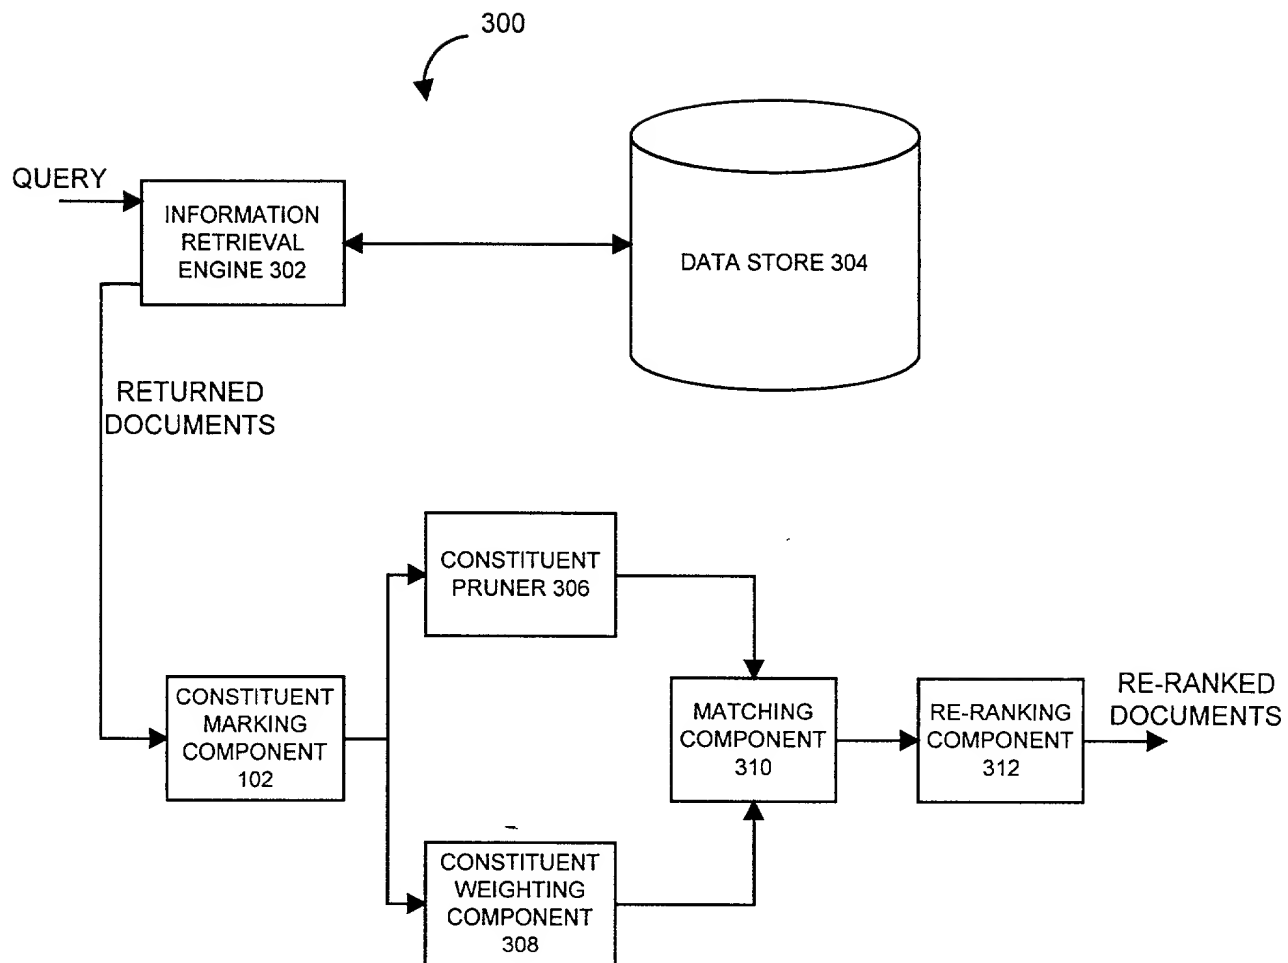 300
QUERY
INFORMATION
RETRIEVAL
ENGINE 302
DATA STORE 304
RETURNED
DOCUMENTS
CONSTITUENT
PRUNER 306
CONSTITUENT
MARKING
COMPONENT
102
MATCHING
COMPONENT
310
RE-RANKING
COMPONENT
312
RE-RANKED
DOCUMENTS
CONSTITUENT
WEIGHTING
COMPONENT
308